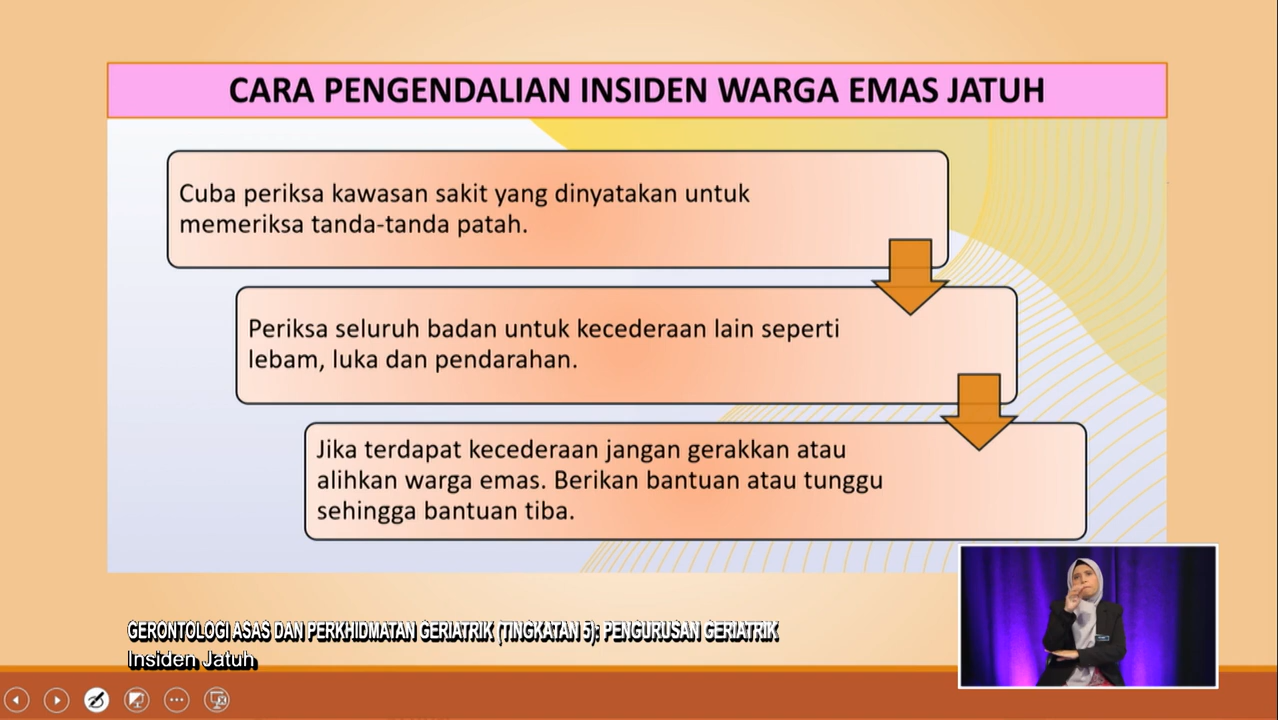 CARA PENGENDALIAN INSIDEN WARGA EMAS JATUH
Cuba periksa kawasan sakit yang dinyatakan untuk
memeriksa tanda-tanda patah.
Periksa seluruh badan untuk kecederaan lain seperti
lebam, luka dan pendarahan.
Jika terdapat kecederaan jangan gerakkan atau
alihkan warga emas. Berikan bantuan atau tunggu
sehingga bantuan tiba.
GERONTOLOGI ASAS DAN PERKHIDMATAN GERIATRIK (TINGKATAN 5): PENGURUSAN GERIATRIK
Insiden Jatuh